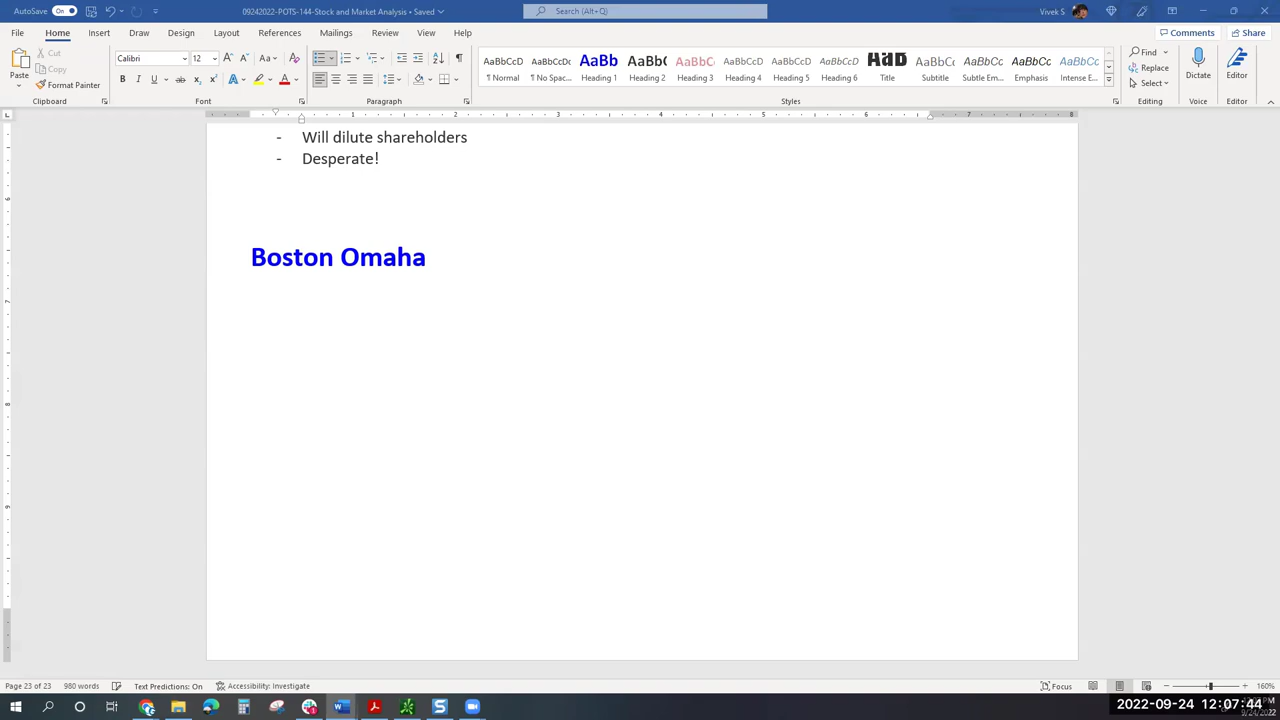 AutoSave On
09242022-POTS-144-Stock and Market Analysis • Saved
Search (Alt+Q)
Vivek S
File Home Insert Draw Design Layout References Mailings Review View Help
Comments Share
Paste
Cut
Copy
Format Painter
Clipboard
Calibri 12
Font
Paragraph
AaBbCcD Normal
AaBbCcDc No Spac...
AaBb Heading 1
AaBbC Heading 2
AaBbC Heading 3
AaBbCcD Heading 4
AaBbCcD Heading 5
AaBbCcD Heading 6
AaB Title
AaBbCc Subtitle
AaBbCcD Subtle Em...
AaBbCc Emphasis
AaBbCcD Intense E...
Styles
Find
Replace
Select
Editing
Dictate
Voice
Editor
Editor
- Will dilute shareholders
- Desperate!
Boston Omaha
Page 23 of 23 980 words Text Predictions: On Accessibility: Investigate
Focus 160%
2022-09-24 12:07:44
9/24/2022